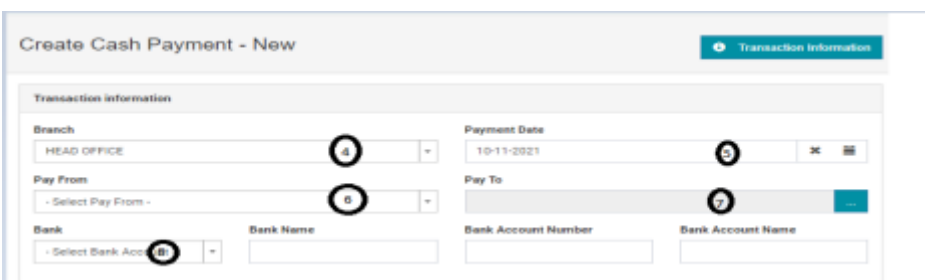 Create Cash Payment - New
Transaction Information
Transaction information
Branch
Payment Date
HEAD OFFICE
4
10-11-2021
5
Pay From
Pay To
- Select Pay From -
6
7
...
Bank
Bank Name
Bank Account Number
Bank Account Name
- Select Bank Acco
8